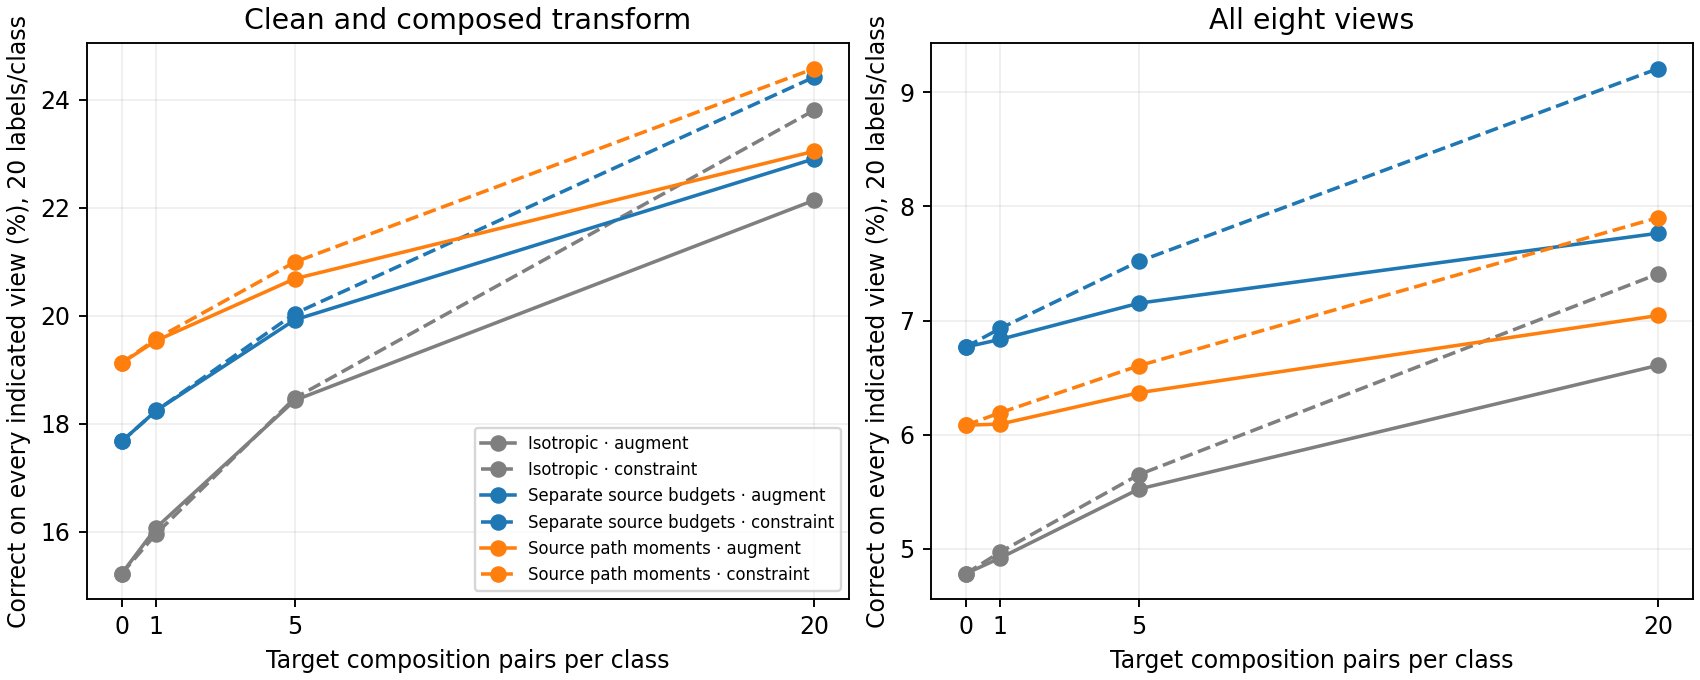 Clean and composed transform
Correct on every indicated view (%), 20 labels/class
24
22
20
18
16
0 1 5 20
Target composition pairs per class
Isotropic · augment
Isotropic · constraint
Separate source budgets · augment
Separate source budgets · constraint
Source path moments · augment
Source path moments · constraint
All eight views
Correct on every indicated view (%), 20 labels/class
9
8
7
6
5
0 1 5 20
Target composition pairs per class